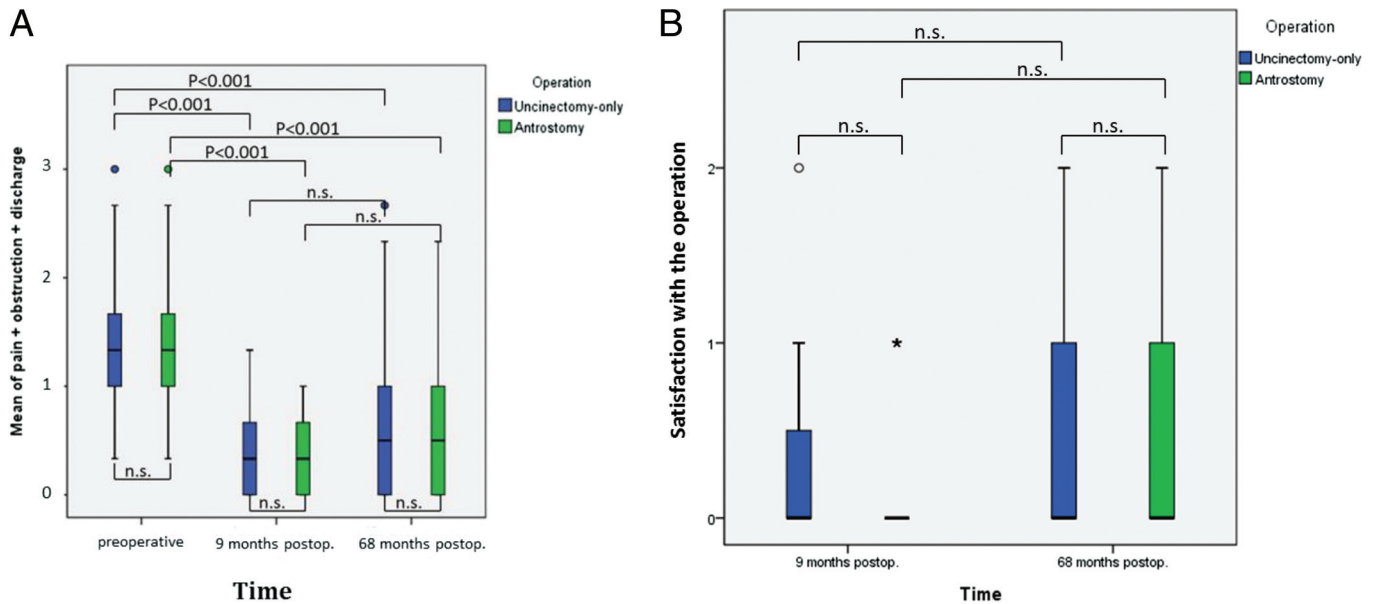 A
Operation
Uncinectomy-only
Antrostomy
P<0.001
P<0.001
P<0.001
P<0.001
n.s.
n.s.
n.s.
n.s.
n.s.
3
2
1
0
Mean of pain + obstruction + discharge
preoperative
9 months postop.
68 months postop.
Time
B
Operation
Uncinectomy-only
Antrostomy
n.s.
n.s.
n.s.
n.s.
*
2
1
0
Satisfaction with the operation
9 months postop.
68 months postop.
Time